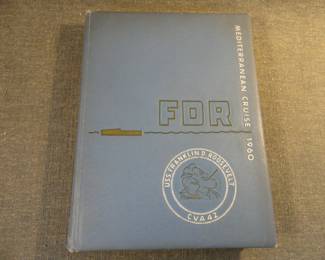 MEDITERRANEAN CRUISE 1960
FDR
USS FRANKLIN D. ROOSEVELT
CVA 42